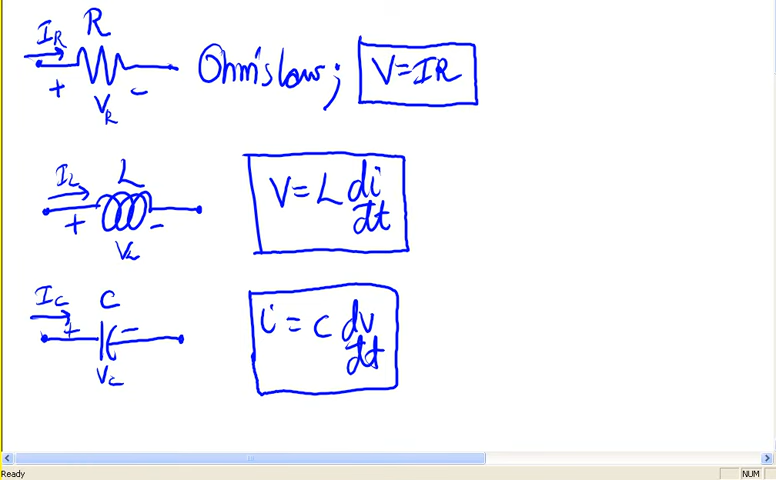 I_R R
+ V_R −
Ohm's law; V=IR
I_L L
+ V_L −
V = L di/dt
I_C C
+ −
V_C
i = C dv/dt
Ready NUM